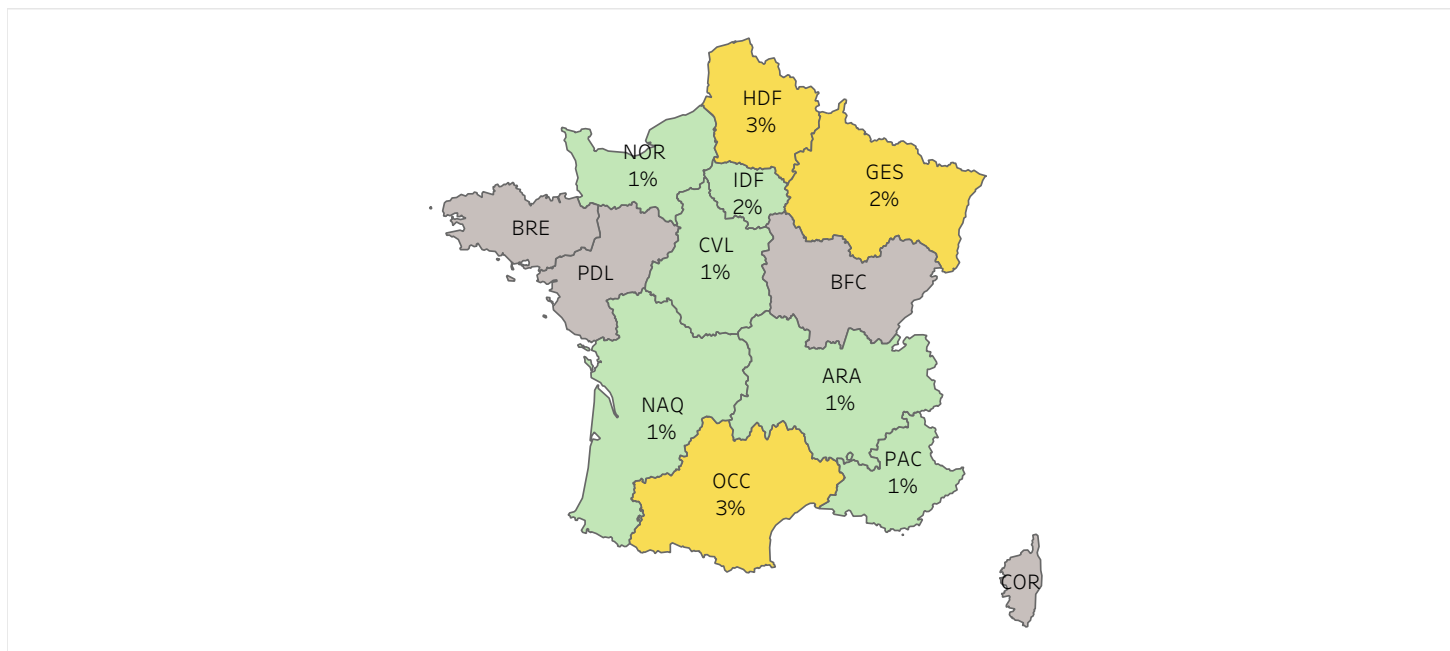 HDF
3%
NOR
1%
IDF
2%
GES
2%
BRE
PDL
CVL
1%
BFC
ARA
1%
NAQ
1%
PAC
1%
OCC
3%
COR